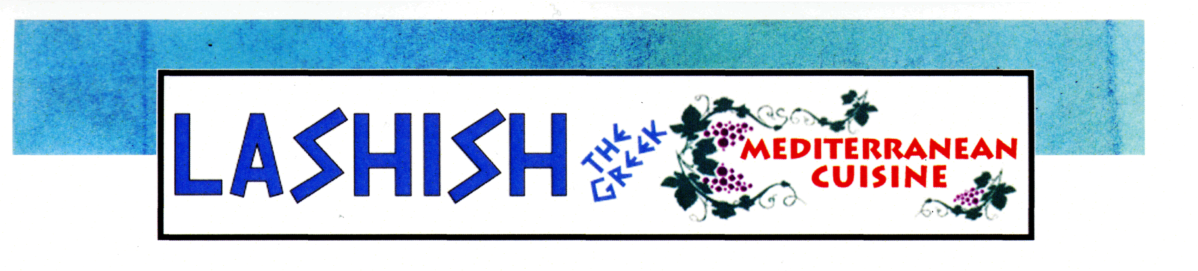 LASHISH
THE
GREEK
MEDITERRANEAN
CUISINE